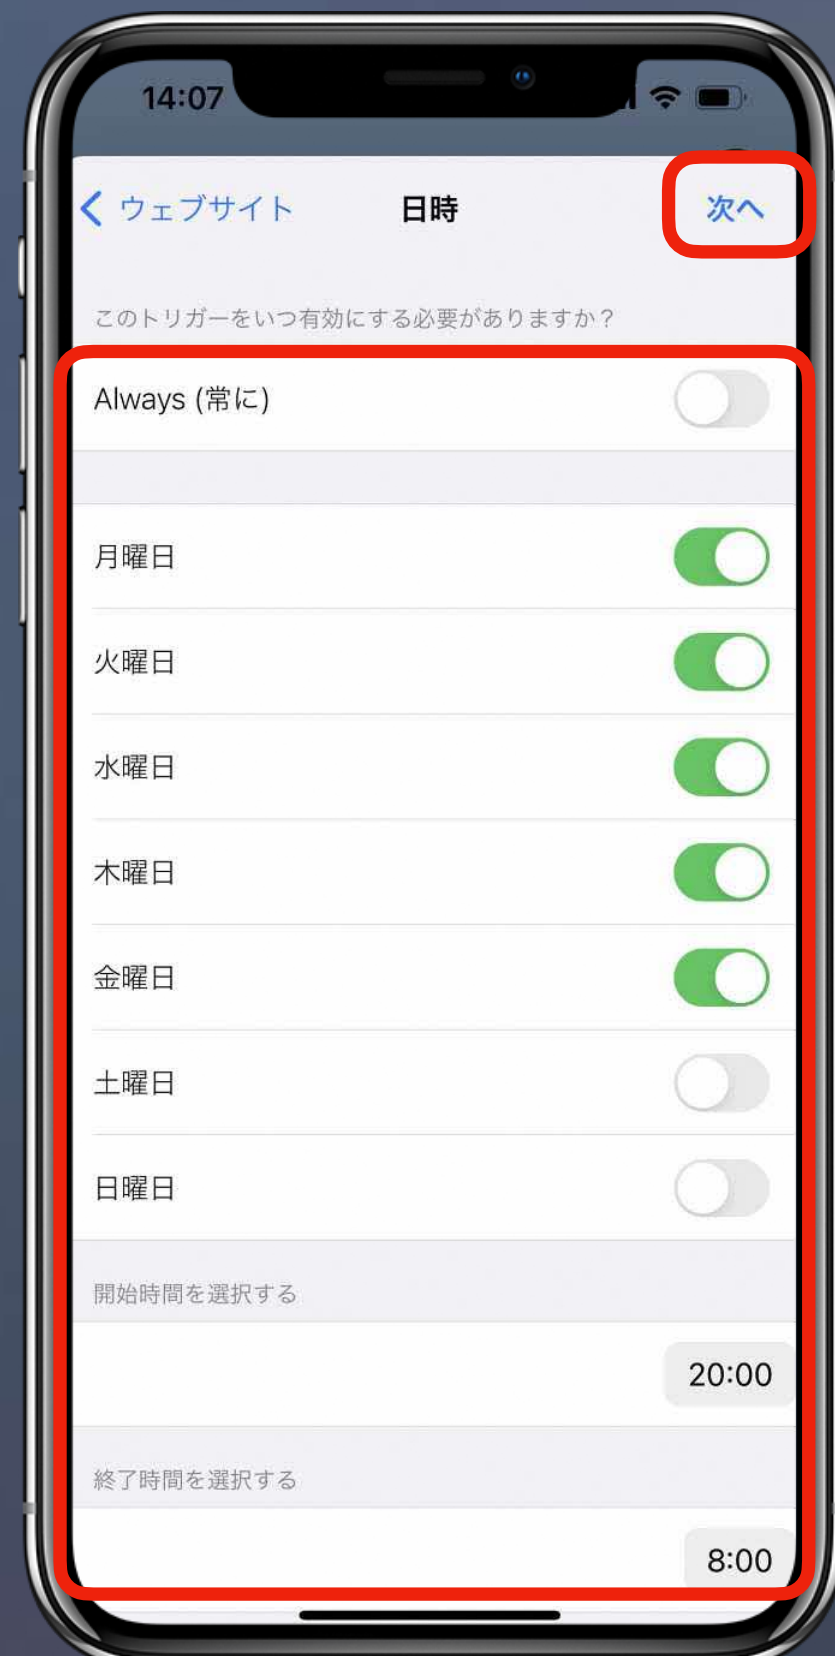 14:07
ウェブサイト
日時
次へ
このトリガーをいつ有効にする必要がありますか？
Always (常に)
月曜日
火曜日
水曜日
木曜日
金曜日
土曜日
日曜日
開始時間を選択する
20:00
終了時間を選択する
8:00